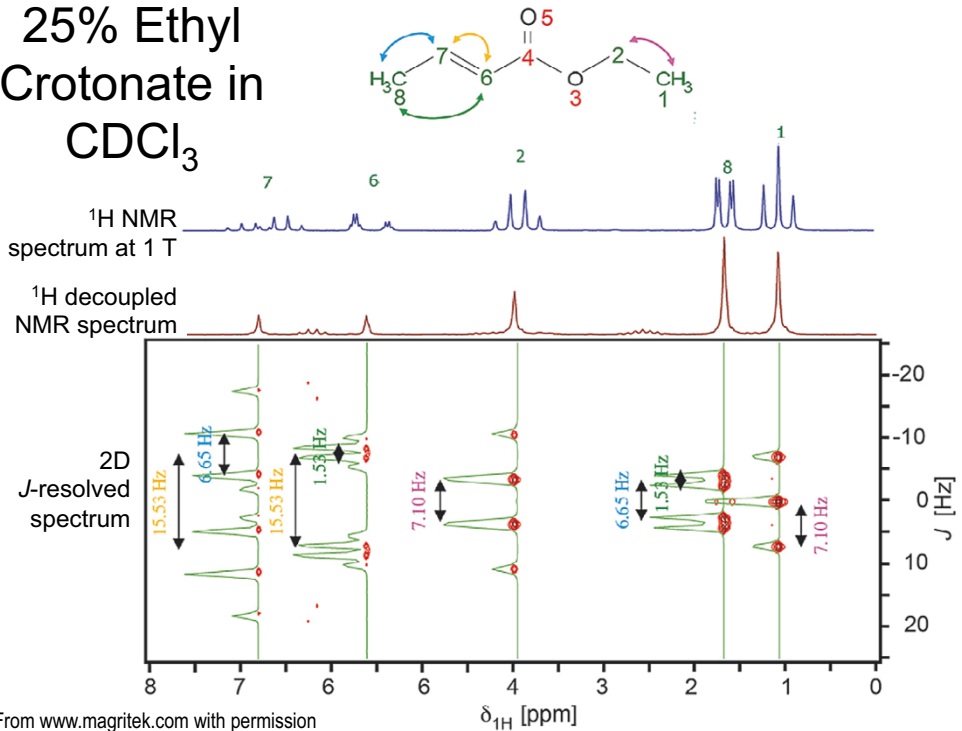 25% Ethyl
Crotonate in
CDCl₃
O 5
H₃C
8
7
6
4
O
3
2
CH₃
1
7
6
2
8
1
¹H NMR
spectrum at 1 T
¹H decoupled
NMR spectrum
2D
J-resolved
spectrum
15.53 Hz
6.65 Hz
15.53 Hz
1.53 Hz
7.10 Hz
6.65 Hz
1.53 Hz
7.10 Hz
-20
-10
0
10
20
J [Hz]
8 7 6 5 4 3 2 1 0
δ1H [ppm]
From www.magritek.com with permission